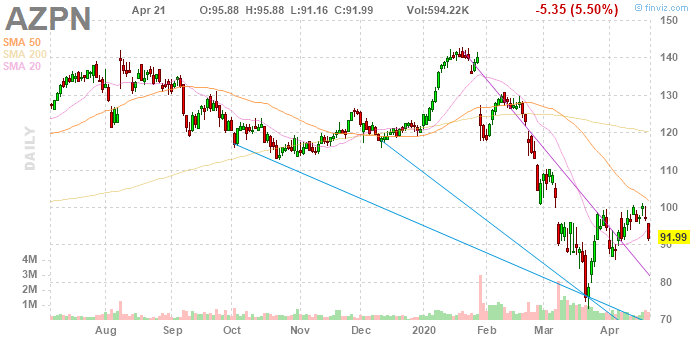 AZPN Apr 21 O:95.88 H:95.88 L:91.16 C:91.99 Vol:594.22K -5.35 (5.50%) © finviz.com
SMA 50
SMA 200
SMA 20
DAILY
150
140
130
120
110
100
90
91.99
80
70
4M
3M
2M
1M
Aug Sep Oct Nov Dec 2020 Feb Mar Apr